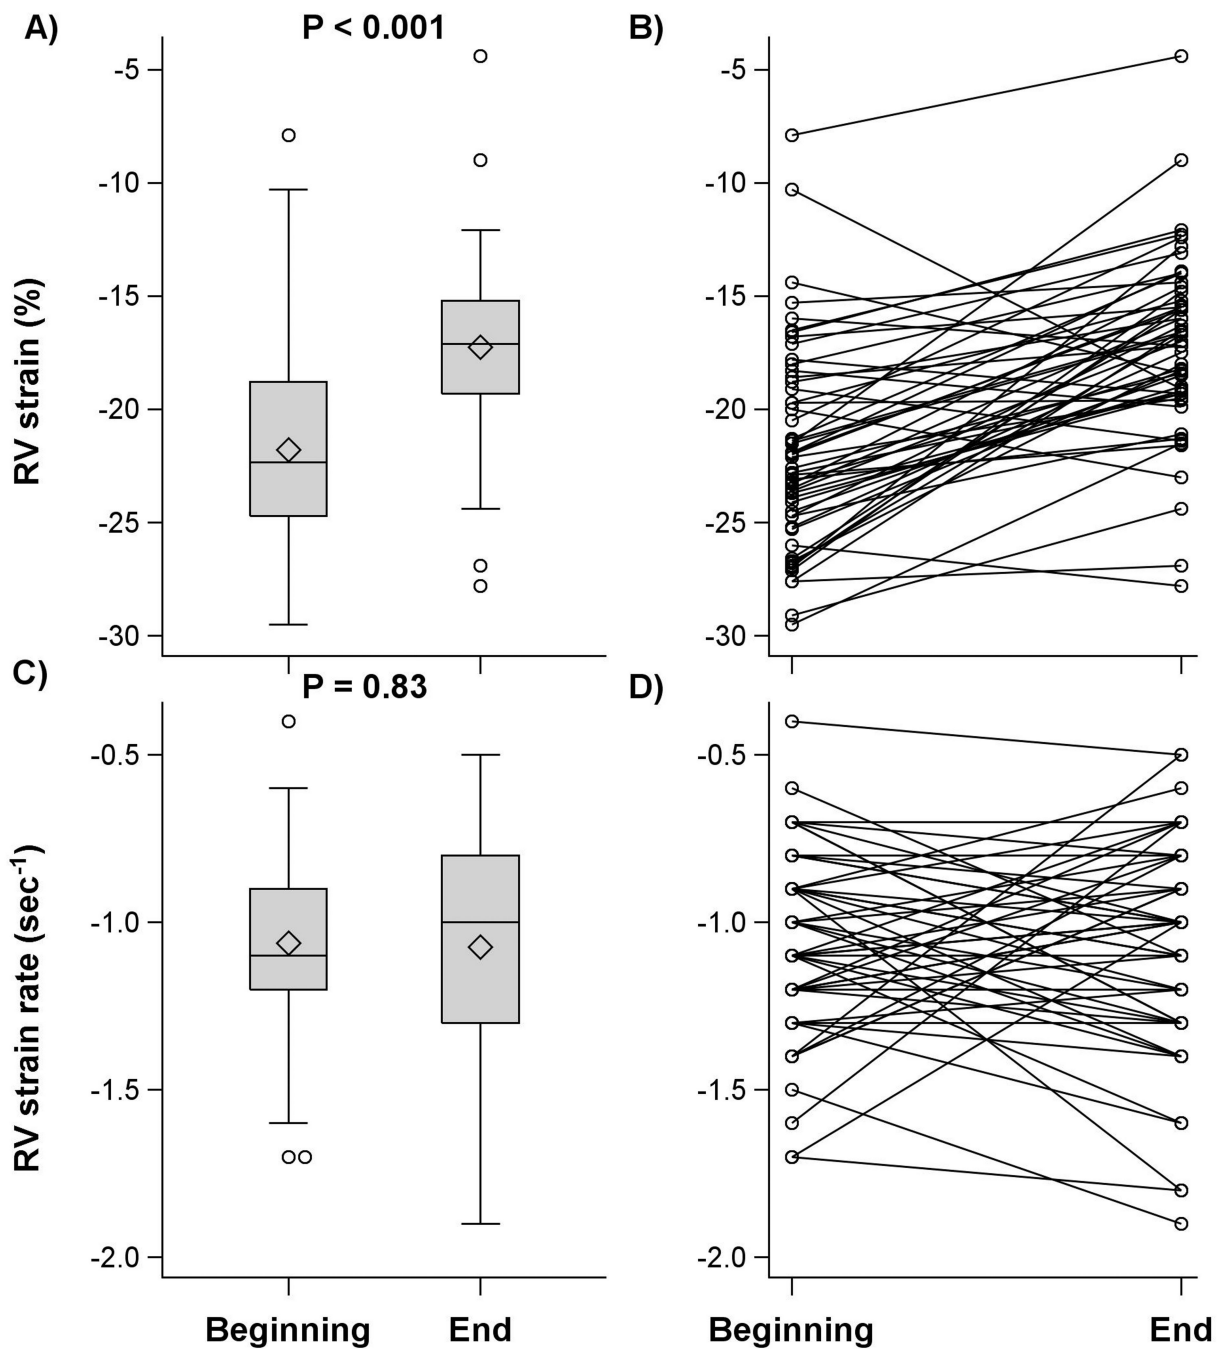 A)
P < 0.001
B)
RV strain (%)
-5
-10
-15
-20
-25
-30
-5
-10
-15
-20
-25
-30
C)
P = 0.83
D)
RV strain rate (sec⁻¹)
-0.5
-1.0
-1.5
-2.0
-0.5
-1.0
-1.5
-2.0
Beginning
End
Beginning
End